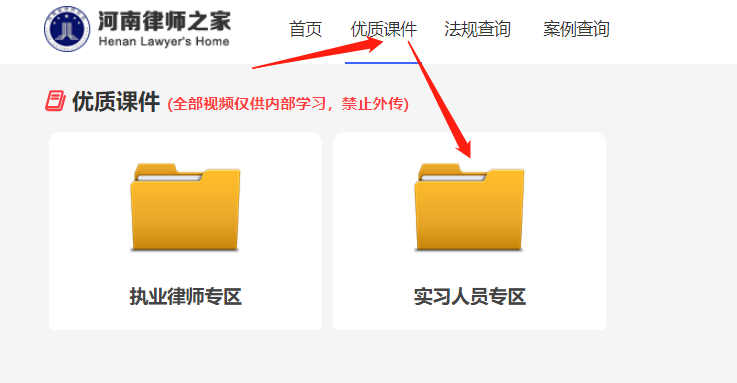 河南律师之家
Henan Lawyer's Home
首页 优质课件 法规查询 案例查询
优质课件 (全部视频仅供内部学习，禁止外传)
执业律师专区 实习人员专区